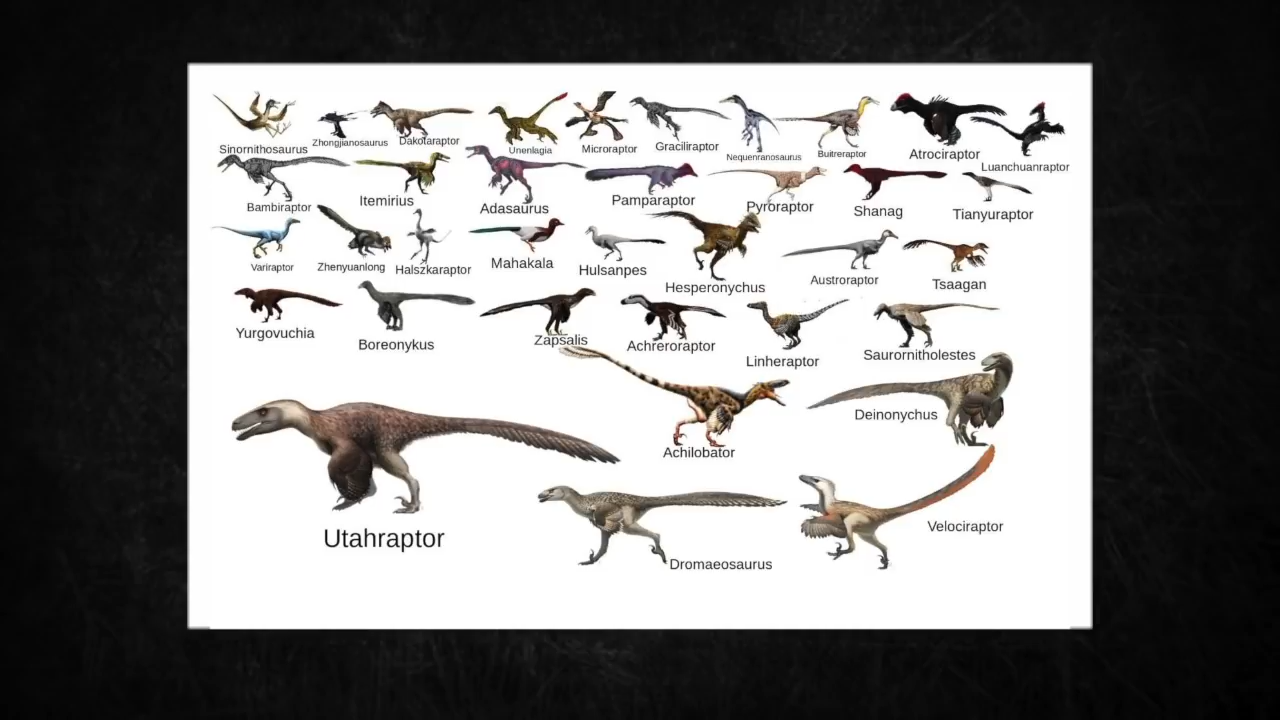 Sinornithosaurus
Zhongjianosaurus
Dakotaraptor
Unenlagia
Microraptor
Graciliraptor
Nequenranosaurus
Buitreraptor
Atrociraptor
Luanchuanraptor
Bambiraptor
Itemirius
Adasaurus
Pamparaptor
Pyroraptor
Shanag
Tianyuraptor
Variraptor
Zhenyuanlong
Halszkaraptor
Mahakala
Hulsanpes
Hesperonychus
Austroraptor
Tsaagan
Yurgovuchia
Boreonykus
Zapsalis
Achreroraptor
Linheraptor
Saurornitholestes
Achilobator
Deinonychus
Utahraptor
Dromaeosaurus
Velociraptor